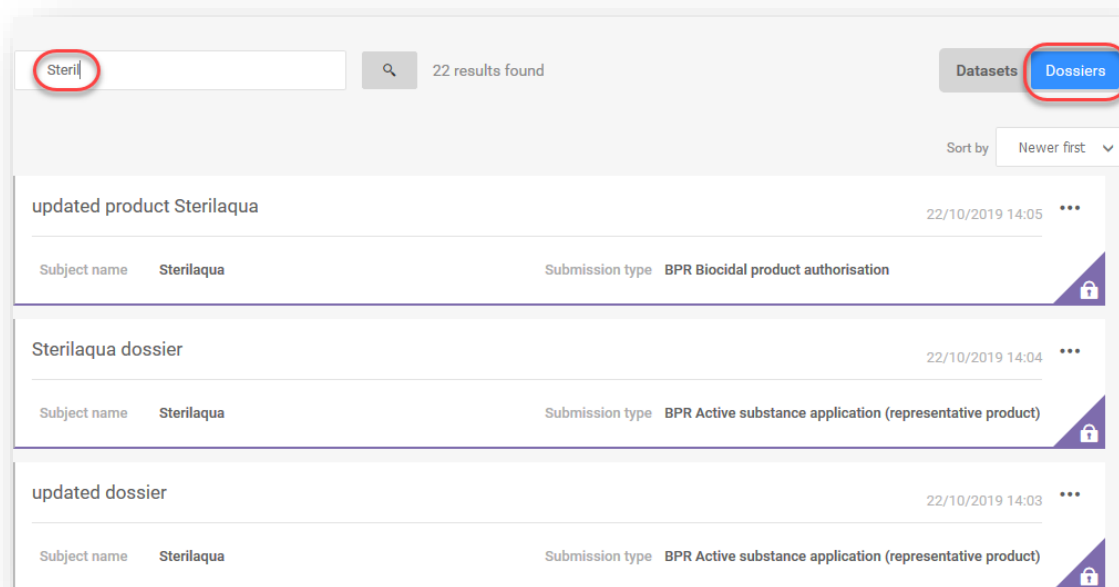 Steril 22 results found Datasets Dossiers
Sort by Newer first
updated product Sterilaqua 22/10/2019 14:05
Subject name Sterilaqua Submission type BPR Biocidal product authorisation
Sterilaqua dossier 22/10/2019 14:04
Subject name Sterilaqua Submission type BPR Active substance application (representative product)
updated dossier 22/10/2019 14:03
Subject name Sterilaqua Submission type BPR Active substance application (representative product)